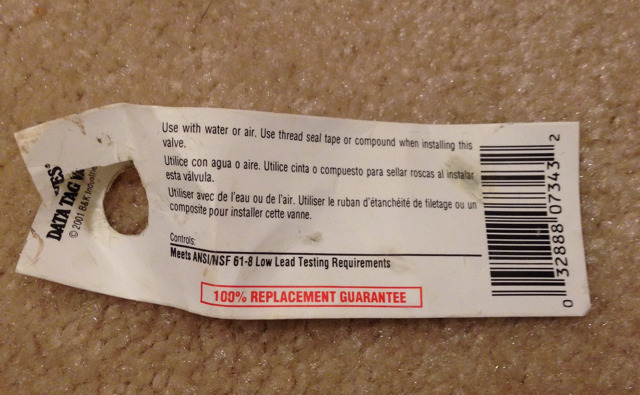 DATA TAG
© 2001 B&K
Use with water or air. Use thread seal tape or compound when installing this
valve.
Utilice con agua o aire. Utilice cinta o compuesto para sellar roscas al instalar
esta válvula.
Utiliser avec de l'eau ou de l'air. Utiliser le ruban d'étanchéité de filetage ou un
composite pour installer cette vanne.
Controls:
Meets ANSI/NSF 61-8 Low Lead Testing Requirements
100% REPLACEMENT GUARANTEE
0 32888 07343 2